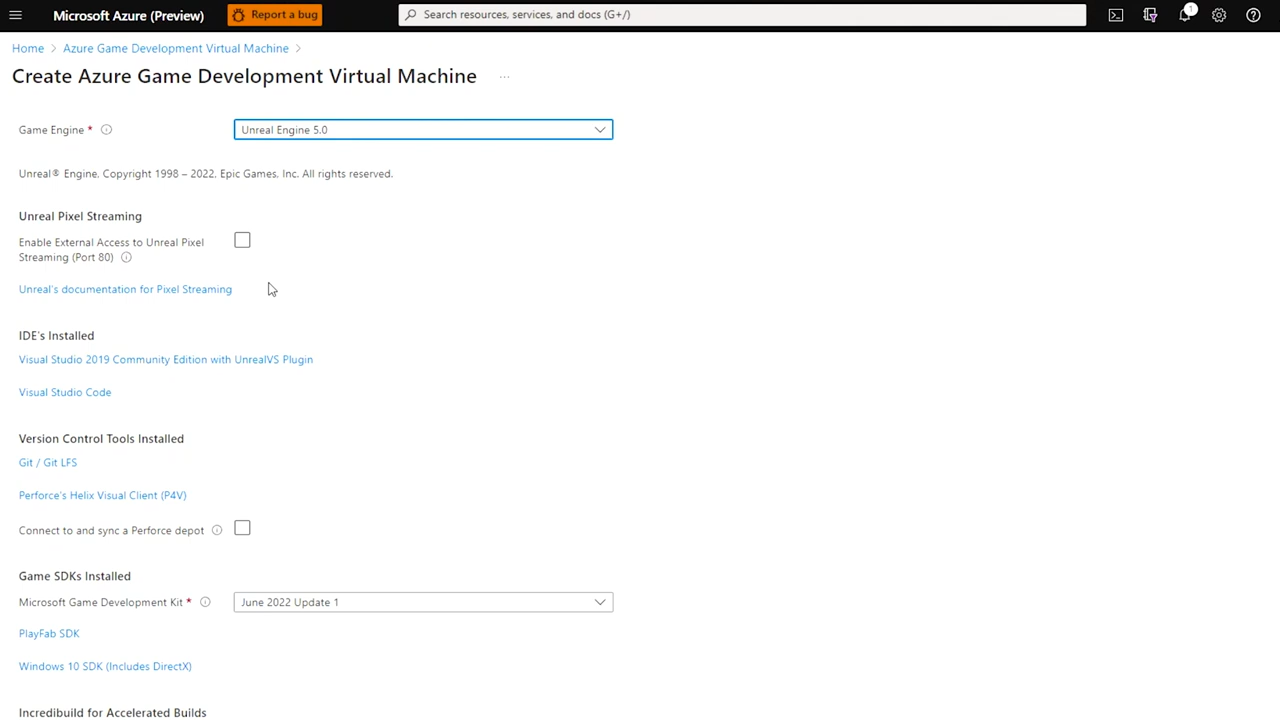 Microsoft Azure (Preview)
Report a bug
Search resources, services, and docs (G+/)
1
Home > Azure Game Development Virtual Machine >
Create Azure Game Development Virtual Machine ...
Game Engine *
Unreal Engine 5.0
Unreal® Engine, Copyright 1998 – 2022, Epic Games, Inc. All rights reserved.
Unreal Pixel Streaming
Enable External Access to Unreal Pixel
Streaming (Port 80)
Unreal's documentation for Pixel Streaming
IDE's Installed
Visual Studio 2019 Community Edition with UnrealVS Plugin
Visual Studio Code
Version Control Tools Installed
Git / Git LFS
Perforce's Helix Visual Client (P4V)
Connect to and sync a Perforce depot
Game SDKs Installed
Microsoft Game Development Kit *
June 2022 Update 1
PlayFab SDK
Windows 10 SDK (Includes DirectX)
Incredibuild for Accelerated Builds